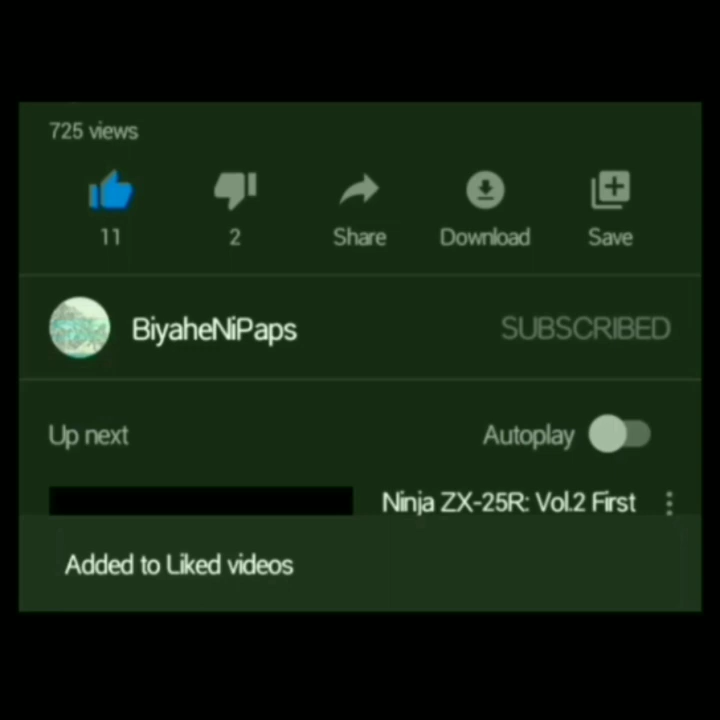 725 views
11
2
Share
Download
Save
BiyaheNiPaps
SUBSCRIBED
Up next
Autoplay
Ninja ZX-25R: Vol.2 First
Added to Liked videos